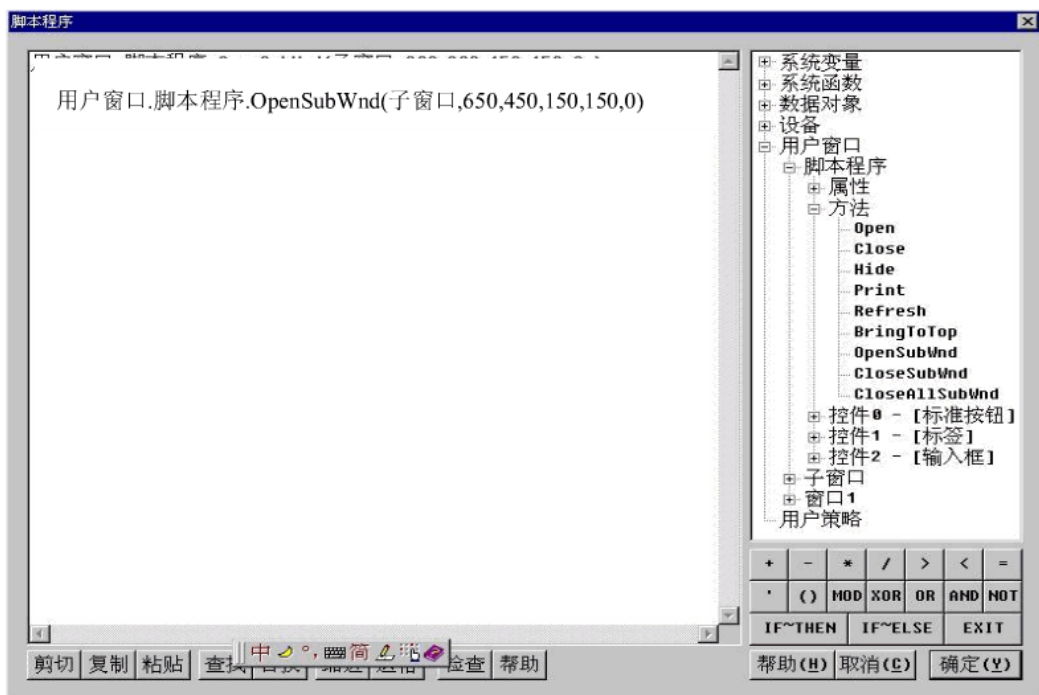 脚本程序
用户窗口.脚本程序.OpenSubWnd(子窗口,650,450,150,150,0)
系统变量
系统函数
数据对象
设备
用户窗口
脚本程序
属性
方法
Open
Close
Hide
Print
Refresh
BringToTop
OpenSubWnd
CloseSubWnd
CloseAllSubWnd
控件0 - [标准按钮]
控件1 - [标签]
控件2 - [输入框]
子窗口
窗口1
用户策略
+ - * / > < =
' () MOD XOR OR AND NOT
IF~THEN IF~ELSE EXIT
中 简
剪切 复制 粘贴 查找 检查 帮助 帮助(H) 取消(C) 确定(Y)